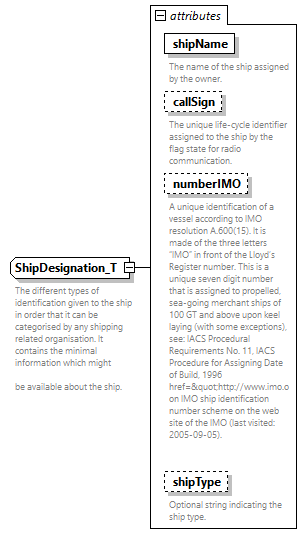 attributes
shipName
The name of the ship assigned
by the owner.
callSign
The unique life-cycle identifier
assigned to the ship by the
flag state for radio
communication.
numberIMO
A unique identification of a
vessel according to IMO
resolution A.600(15). It is
made of the three letters
"IMO" in front of the Lloyd's
Register number. This is a
unique seven digit number
that is assigned to propelled,
sea-going merchant ships of
100 GT and above upon keel
laying (with some exceptions),
see: IACS Procedural
Requirements No. 11, IACS
Procedure for Assigning Date
of Build, 1996
href=&quot;http://www.imo.o
on IMO ship identification
number scheme on the web
site of the IMO (last visited:
2005-09-05).
shipType
Optional string indicating the
ship type.
ShipDesignation_T
The different types of
identification given to the ship
in order that it can be
categorised by any shipping
related organisation. It
contains the minimal
information which might
be available about the ship.